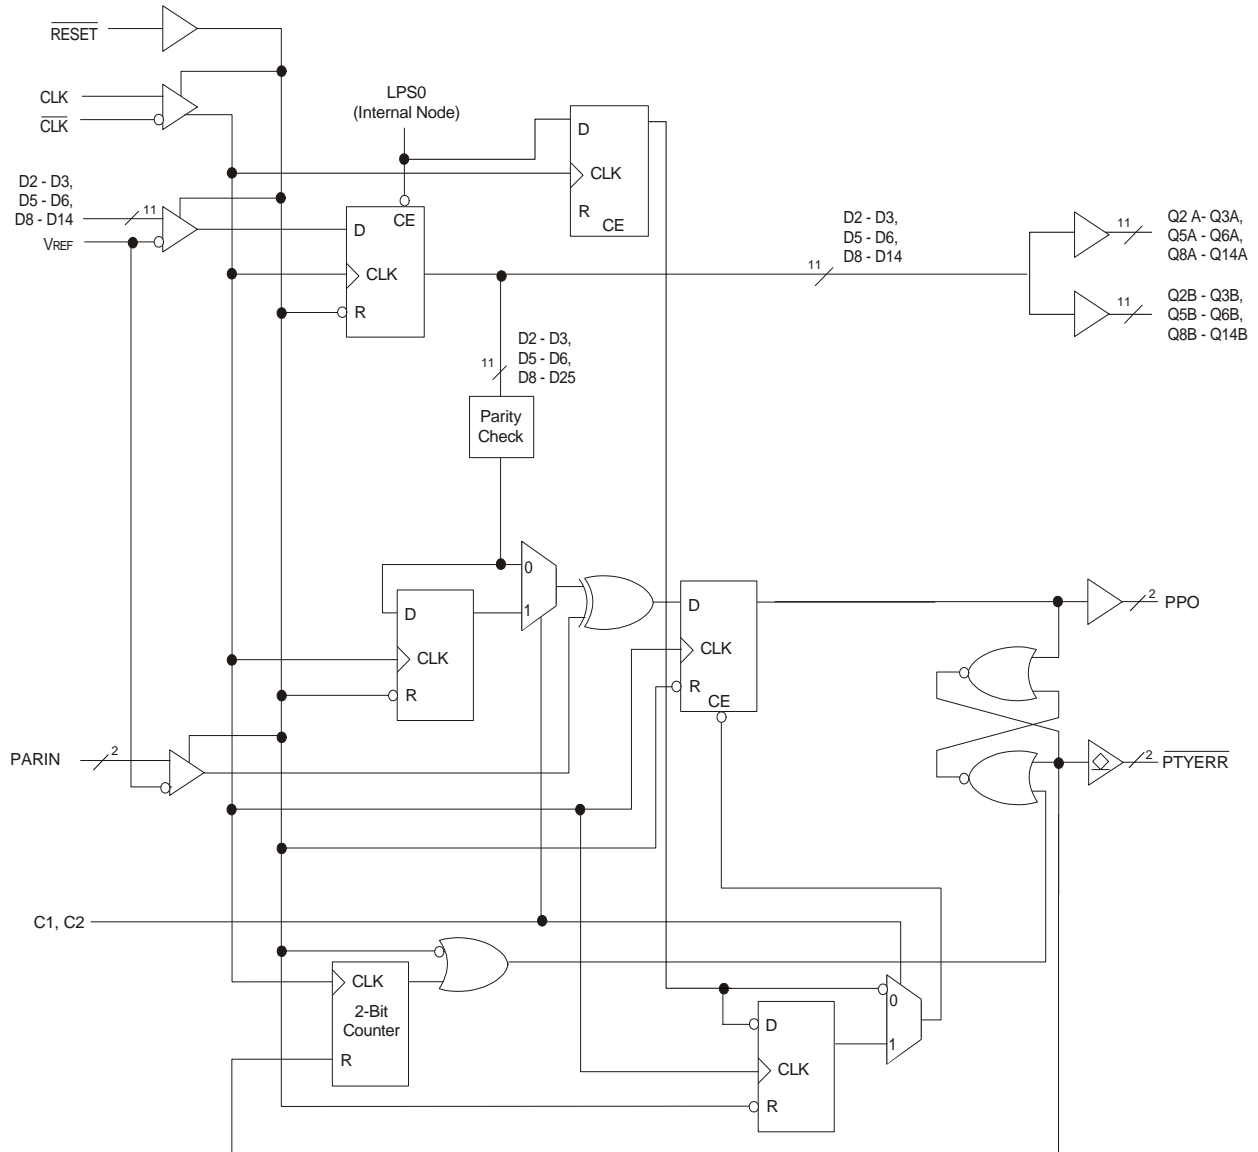 RESET
CLK
CLK
LPS0
(Internal Node)
D
CLK
R
CE
D2 - D3,
D5 - D6,
D8 - D14
11
VREF
CE
D
CLK
R
D2 - D3,
D5 - D6,
D8 - D14
11
11
Q2 A- Q3A,
Q5A - Q6A,
Q8A - Q14A
11
Q2B - Q3B,
Q5B - Q6B,
Q8B - Q14B
D2 - D3,
D5 - D6,
D8 - D25
11
Parity
Check
0
1
D
CLK
R
D
CLK
R
CE
2
PPO
PARIN
2
2
PTYERR
C1, C2
CLK
2-Bit
Counter
R
0
1
D
CLK
R